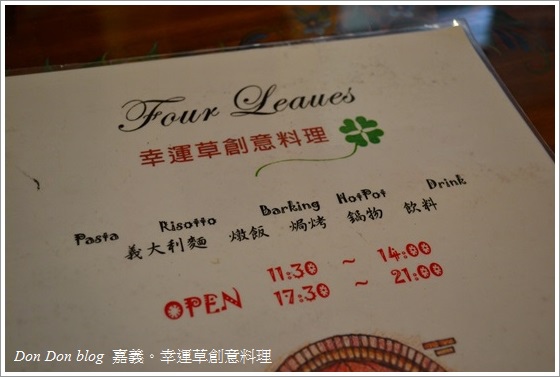 Four Leaues
幸運草創意料理
Pasta Risotto Barking HotPot Drink
義大利麵 燉飯 焗烤 鍋物 飲料
11:30 ~ 14:00
OPEN 17:30 ~ 21:00
Don Don blog 嘉義。幸運草創意料理